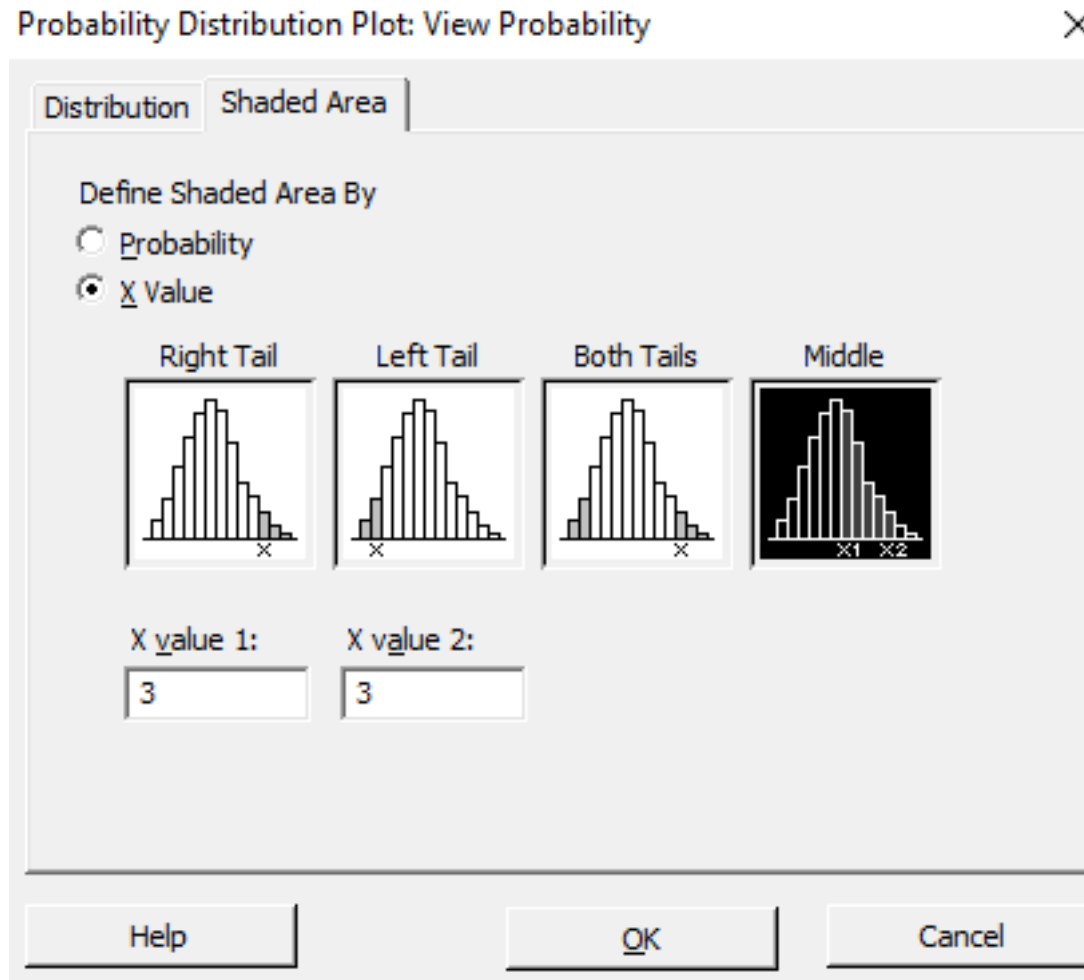 Probability Distribution Plot: View Probability
Distribution Shaded Area
Define Shaded Area By
Probability
X Value
Right Tail Left Tail Both Tails Middle
X X X X1 X2
X value 1: X value 2:
3 3
Help OK Cancel